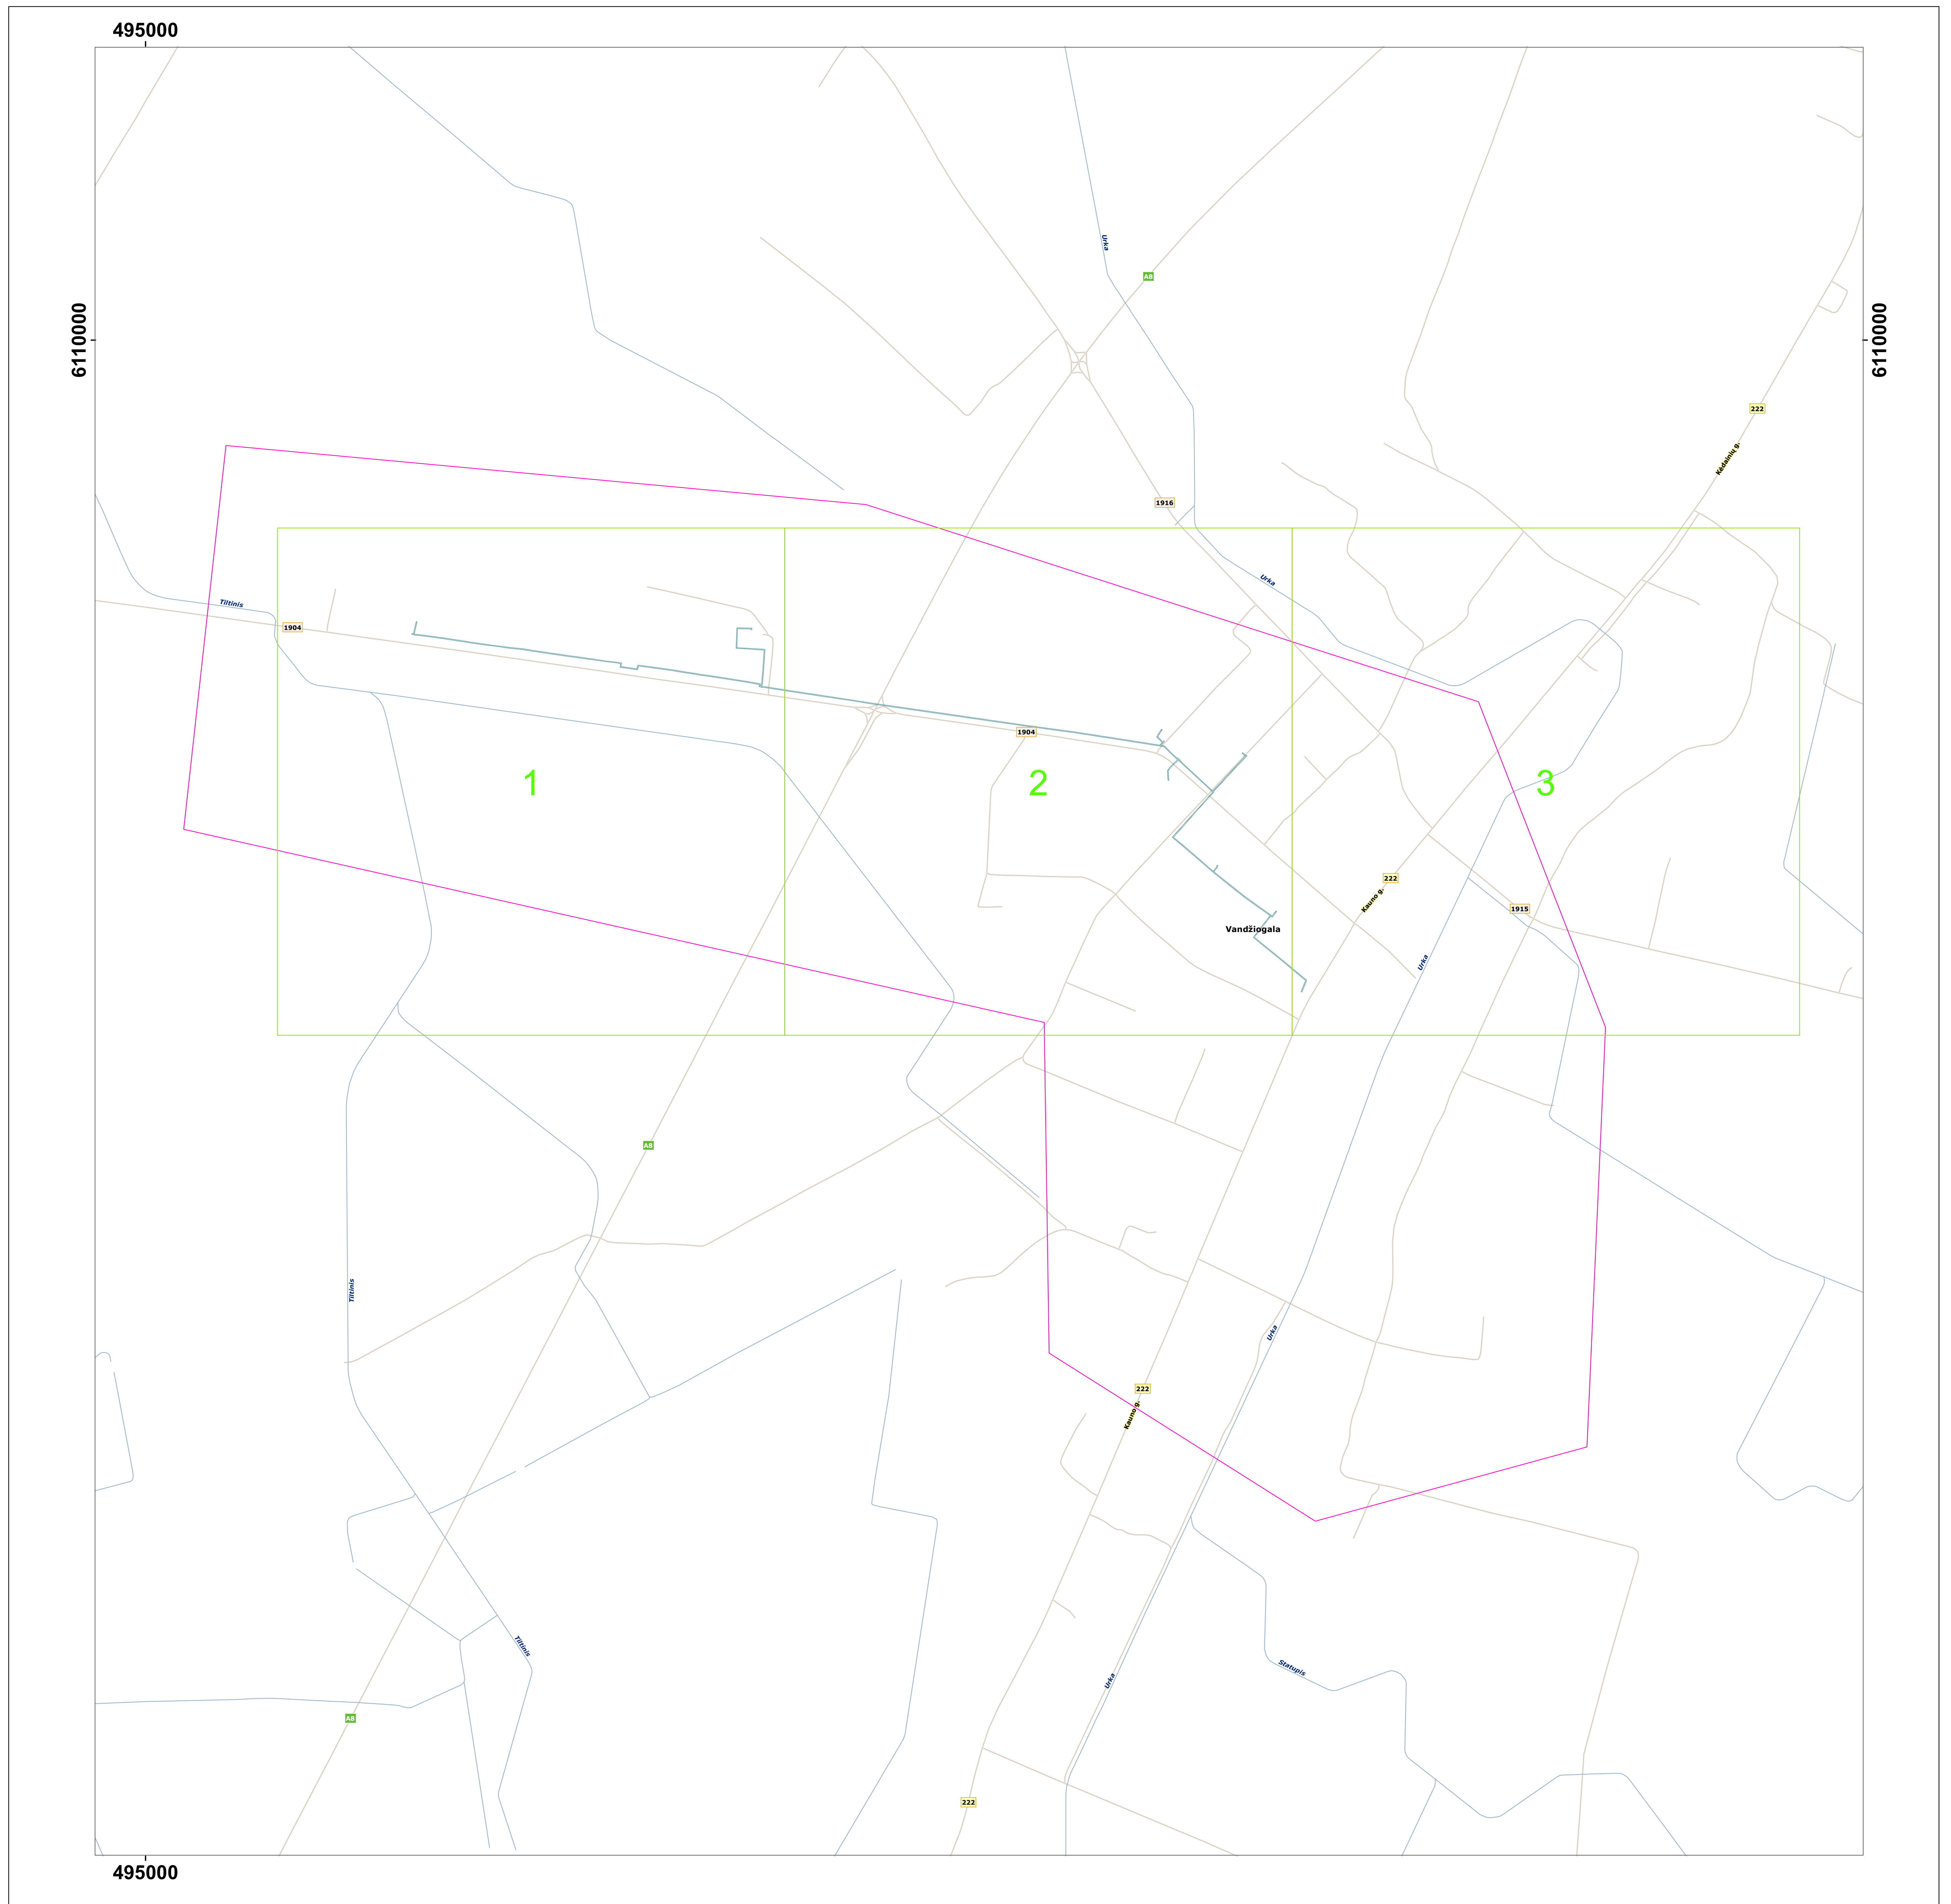 495000
Urka
A8
6110000
6110000
222
Kėdainių g.
1916
Urka
Tiltinis
1904
1904
1
2
3
222
Kauno g.
1915
Vandžiogala
Urka
A8
Tiltinis
Urka
222
Kauno g.
Tiltinis
Statupis
Urka
A8
222
495000